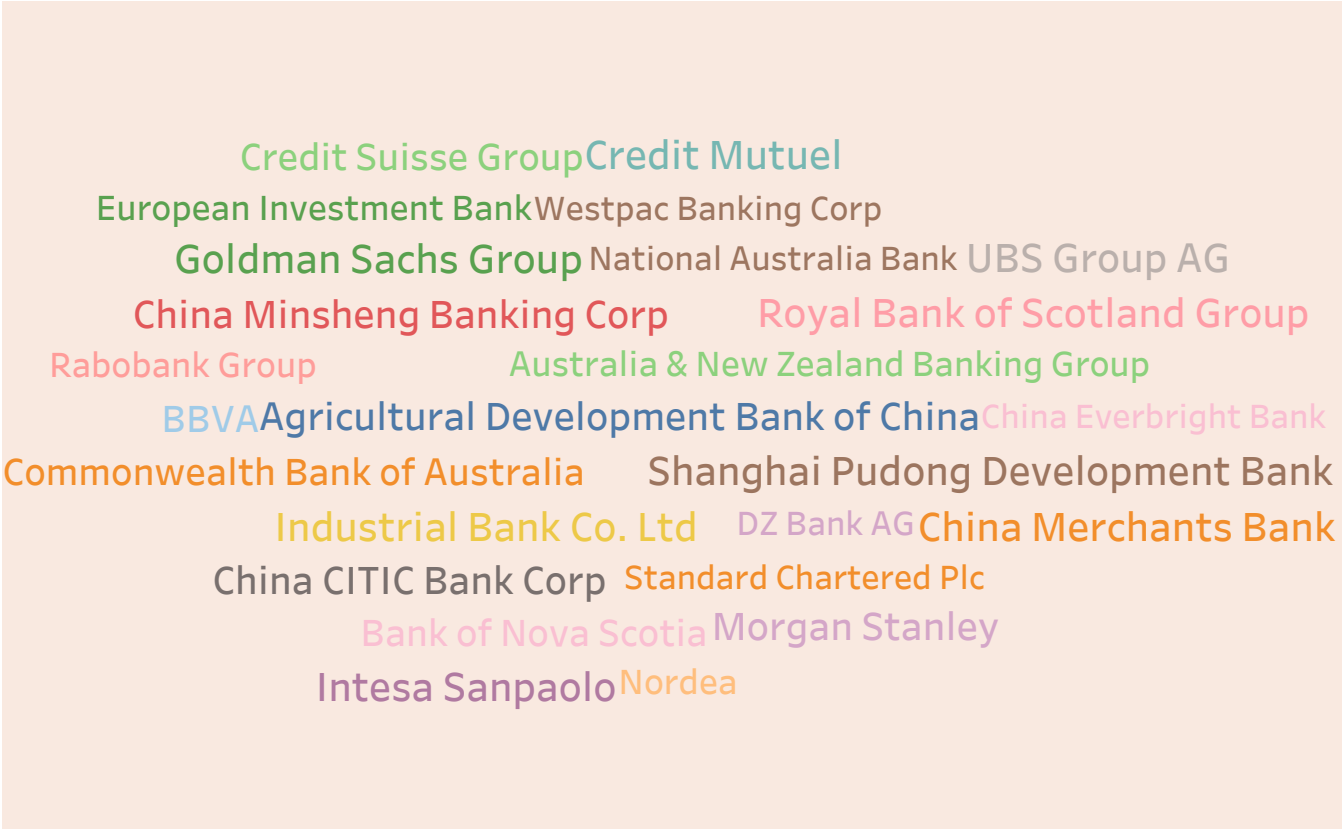 Credit Suisse Group Credit Mutuel
European Investment Bank Westpac Banking Corp
Goldman Sachs Group National Australia Bank UBS Group AG
China Minsheng Banking Corp Royal Bank of Scotland Group
Rabobank Group Australia & New Zealand Banking Group
BBVA Agricultural Development Bank of China China Everbright Bank
Commonwealth Bank of Australia Shanghai Pudong Development Bank
Industrial Bank Co. Ltd DZ Bank AG China Merchants Bank
China CITIC Bank Corp Standard Chartered Plc
Bank of Nova Scotia Morgan Stanley
Intesa Sanpaolo Nordea